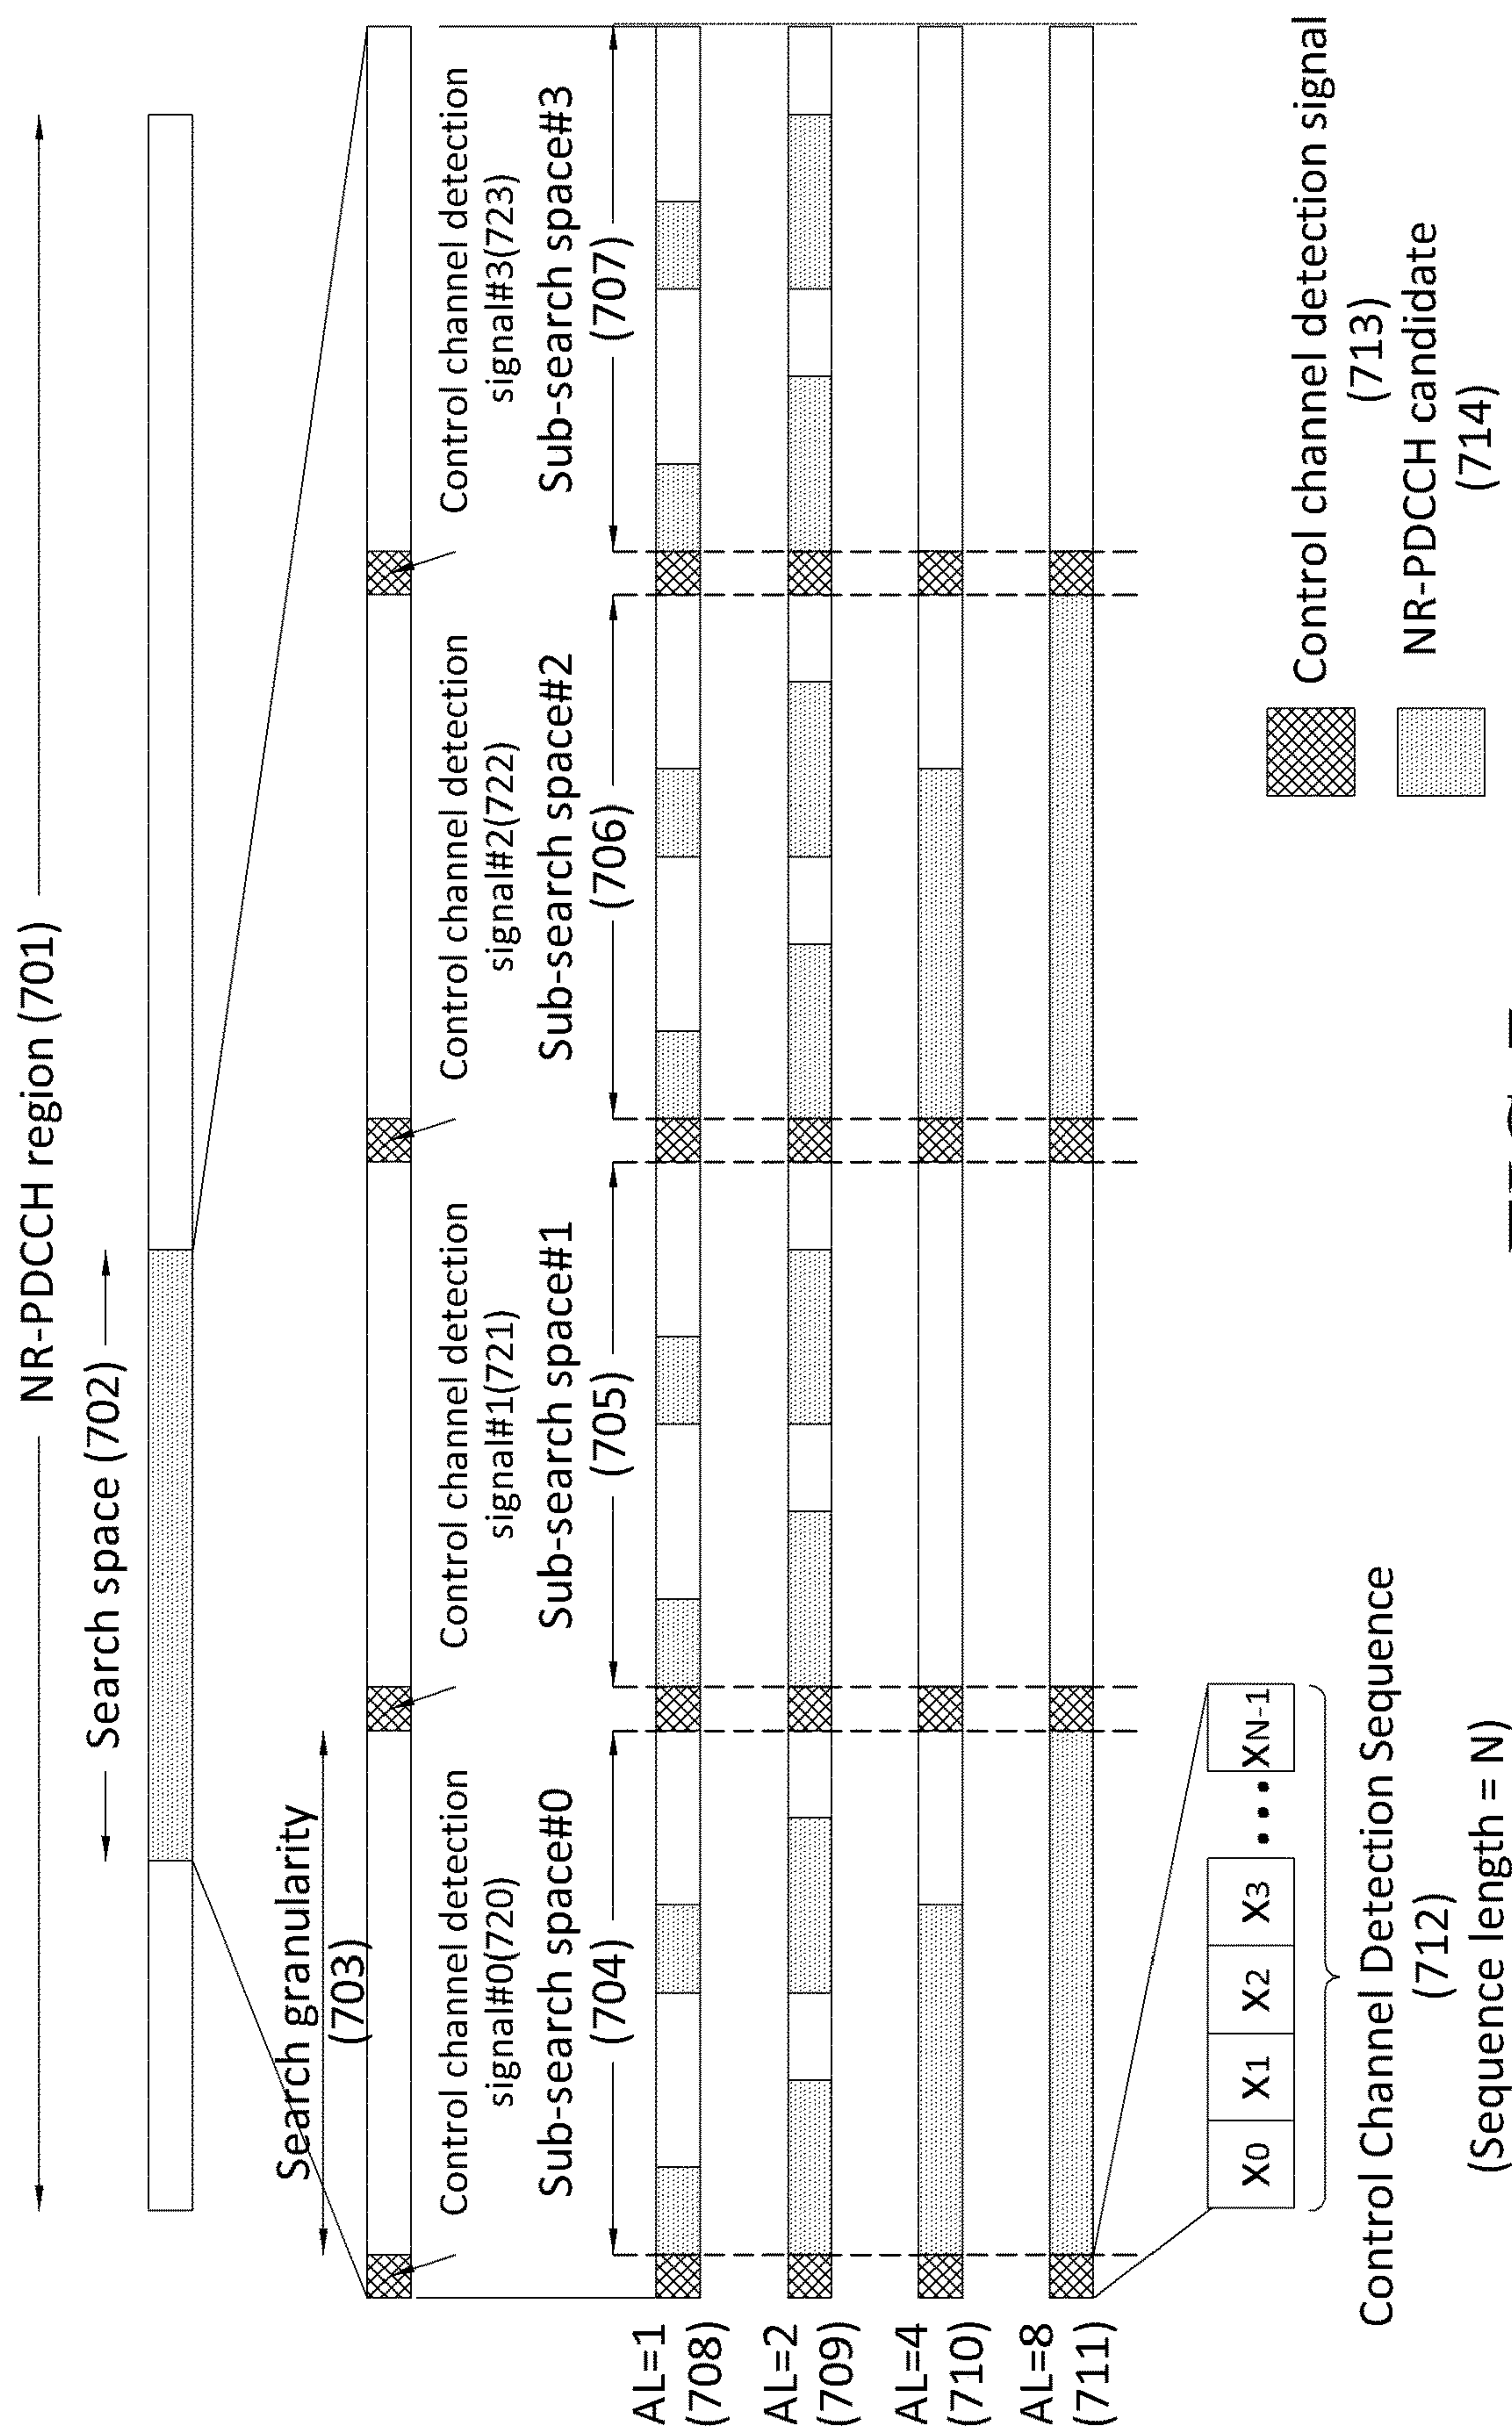 NR-PDCCH region (701)
Search space (702)
Search granularity
(703)
Control channel detection
signal#0(720)
Control channel detection
signal#1(721)
Control channel detection
signal#2(722)
Control channel detection
signal#3(723)
Sub-search space#0
(704)
Sub-search space#1
(705)
Sub-search space#2
(706)
Sub-search space#3
(707)
AL=1
(708)
AL=2
(709)
AL=4
(710)
AL=8
(711)
X0 X1 X2 X3 ••• XN-1
Control Channel Detection Sequence
(712)
(Sequence length = N)
Control channel detection signal
(713)
NR-PDCCH candidate
(714)